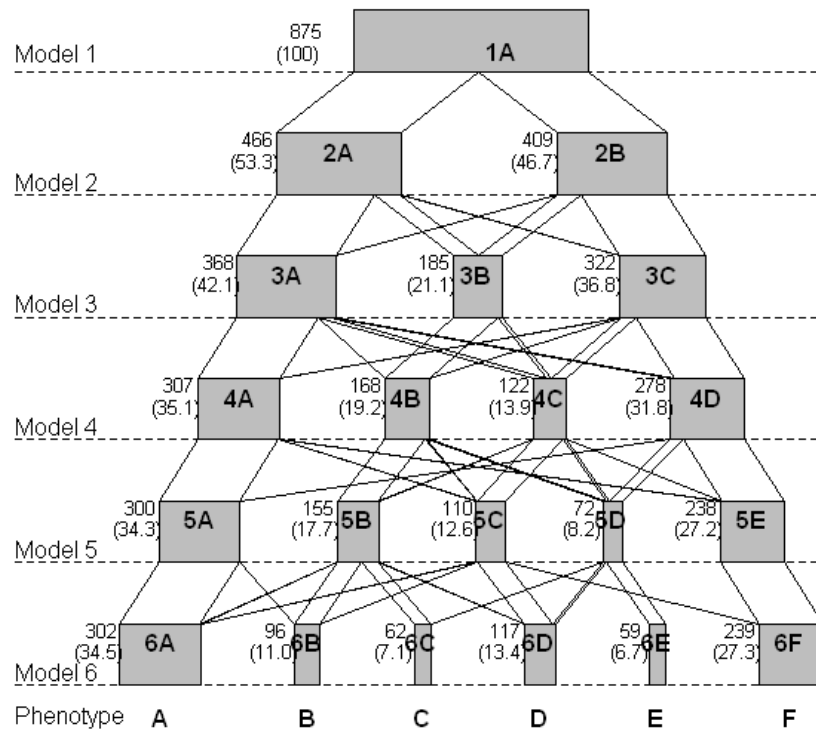 875
(100)
1A
Model 1
466
(53.3)
2A
409
(46.7)
2B
Model 2
368
(42.1)
3A
185
(21.1)
3B
322
(36.8)
3C
Model 3
307
(35.1)
4A
168
(19.2)
4B
122
(13.9)
4C
278
(31.8)
4D
Model 4
300
(34.3)
5A
155
(17.7)
5B
110
(12.6)
5C
72
(8.2)
5D
238
(27.2)
5E
Model 5
302
(34.5)
6A
96
(11.0)
6B
62
(7.1)
6C
117
(13.4)
6D
59
(6.7)
6E
239
(27.3)
6F
Model 6
Phenotype A B C D E F